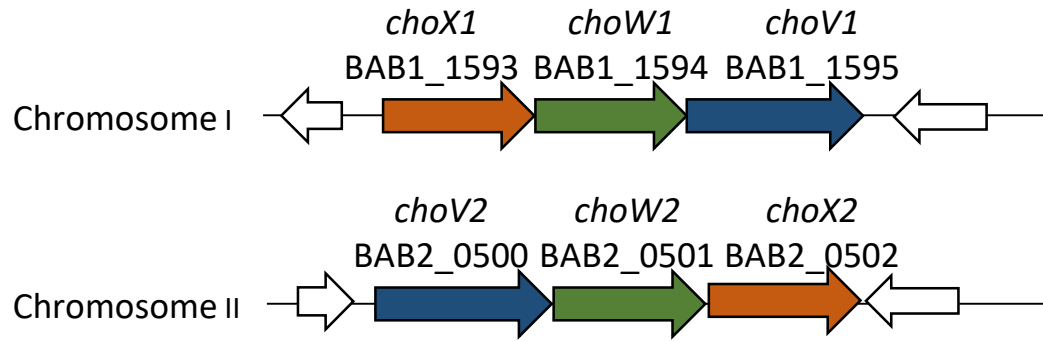 choX1 choW1 choV1
BAB1_1593 BAB1_1594 BAB1_1595
Chromosome I
choV2 choW2 choX2
BAB2_0500 BAB2_0501 BAB2_0502
Chromosome II